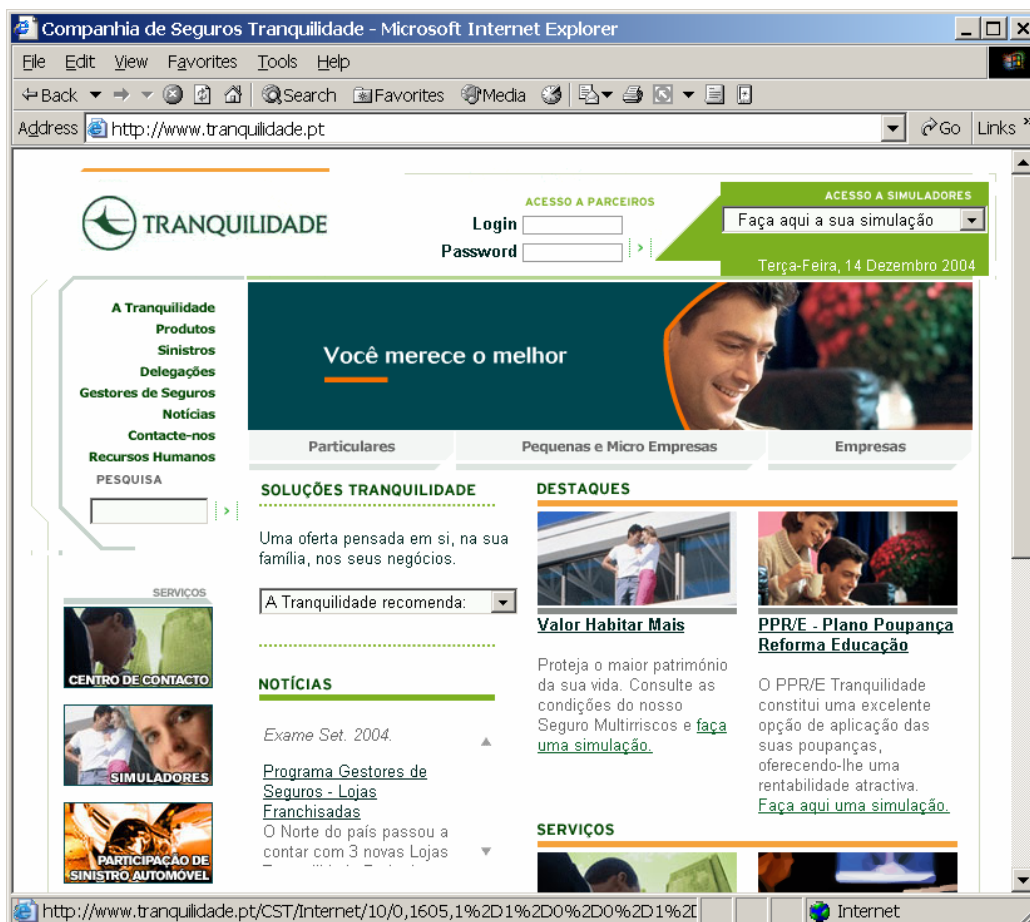 Companhia de Seguros Tranquilidade - Microsoft Internet Explorer
File Edit View Favorites Tools Help
Back Search Favorites Media
Address http://www.tranquilidade.pt Go Links »
TRANQUILIDADE
ACESSO A PARCEIROS
Login
Password
ACESSO A SIMULADORES
Faça aqui a sua simulação
Terça-Feira, 14 Dezembro 2004
A Tranquilidade
Produtos
Sinistros
Delegações
Gestores de Seguros
Notícias
Contacte-nos
Recursos Humanos
PESQUISA
Você merece o melhor
Particulares
Pequenas e Micro Empresas
Empresas
SERVIÇOS
CENTRO DE CONTACTO
SIMULADORES
PARTICIPAÇÃO DE
SINISTRO AUTOMÓVEL
SOLUÇÕES TRANQUILIDADE
Uma oferta pensada em si, na sua
família, nos seus negócios.
A Tranquilidade recomenda:
NOTÍCIAS
Exame Set. 2004.
Programa Gestores de
Seguros - Lojas
Franchisadas
O Norte do país passou a
contar com 3 novas Lojas
DESTAQUES
Valor Habitar Mais
Proteja o maior património
da sua vida. Consulte as
condições do nosso
Seguro Multirriscos e faça
uma simulação.
PPR/E - Plano Poupança
Reforma Educação
O PPR/E Tranquilidade
constitui uma excelente
opção de aplicação das
suas poupanças,
oferecendo-lhe uma
rentabilidade atractiva.
Faça aqui uma simulação.
SERVIÇOS
http://www.tranquilidade.pt/CST/Internet/10/0,1605,1%2D1%2D0%2D0%2D1%2D
Internet